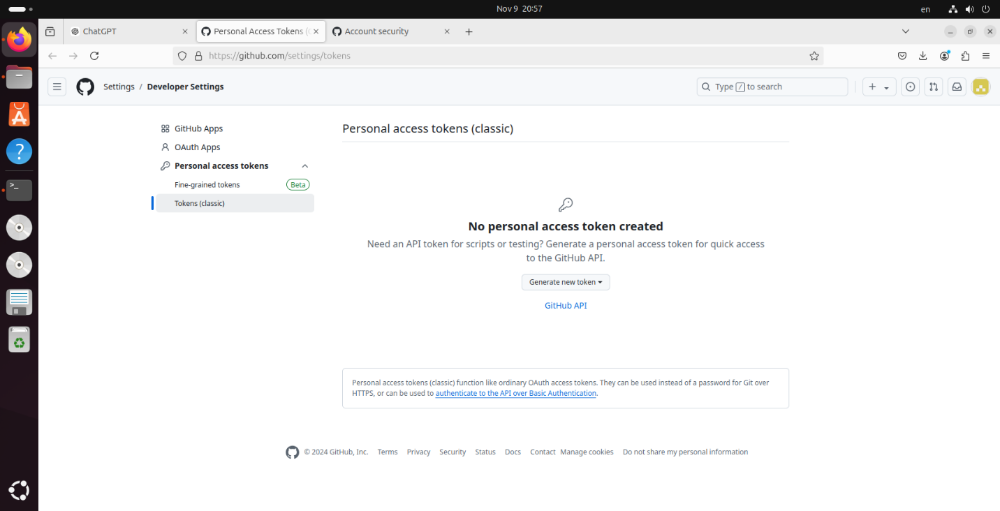 Nov 9 20:57
en
ChatGPT
Personal Access Tokens (C
Account security
https://github.com/settings/tokens
Settings / Developer Settings
Type / to search
GitHub Apps
OAuth Apps
Personal access tokens
Fine-grained tokens Beta
Tokens (classic)
Personal access tokens (classic)
No personal access token created
Need an API token for scripts or testing? Generate a personal access token for quick access
to the GitHub API.
Generate new token
GitHub API
Personal access tokens (classic) function like ordinary OAuth access tokens. They can be used instead of a password for Git over
HTTPS, or can be used to authenticate to the API over Basic Authentication.
© 2024 GitHub, Inc. Terms Privacy Security Status Docs Contact Manage cookies Do not share my personal information